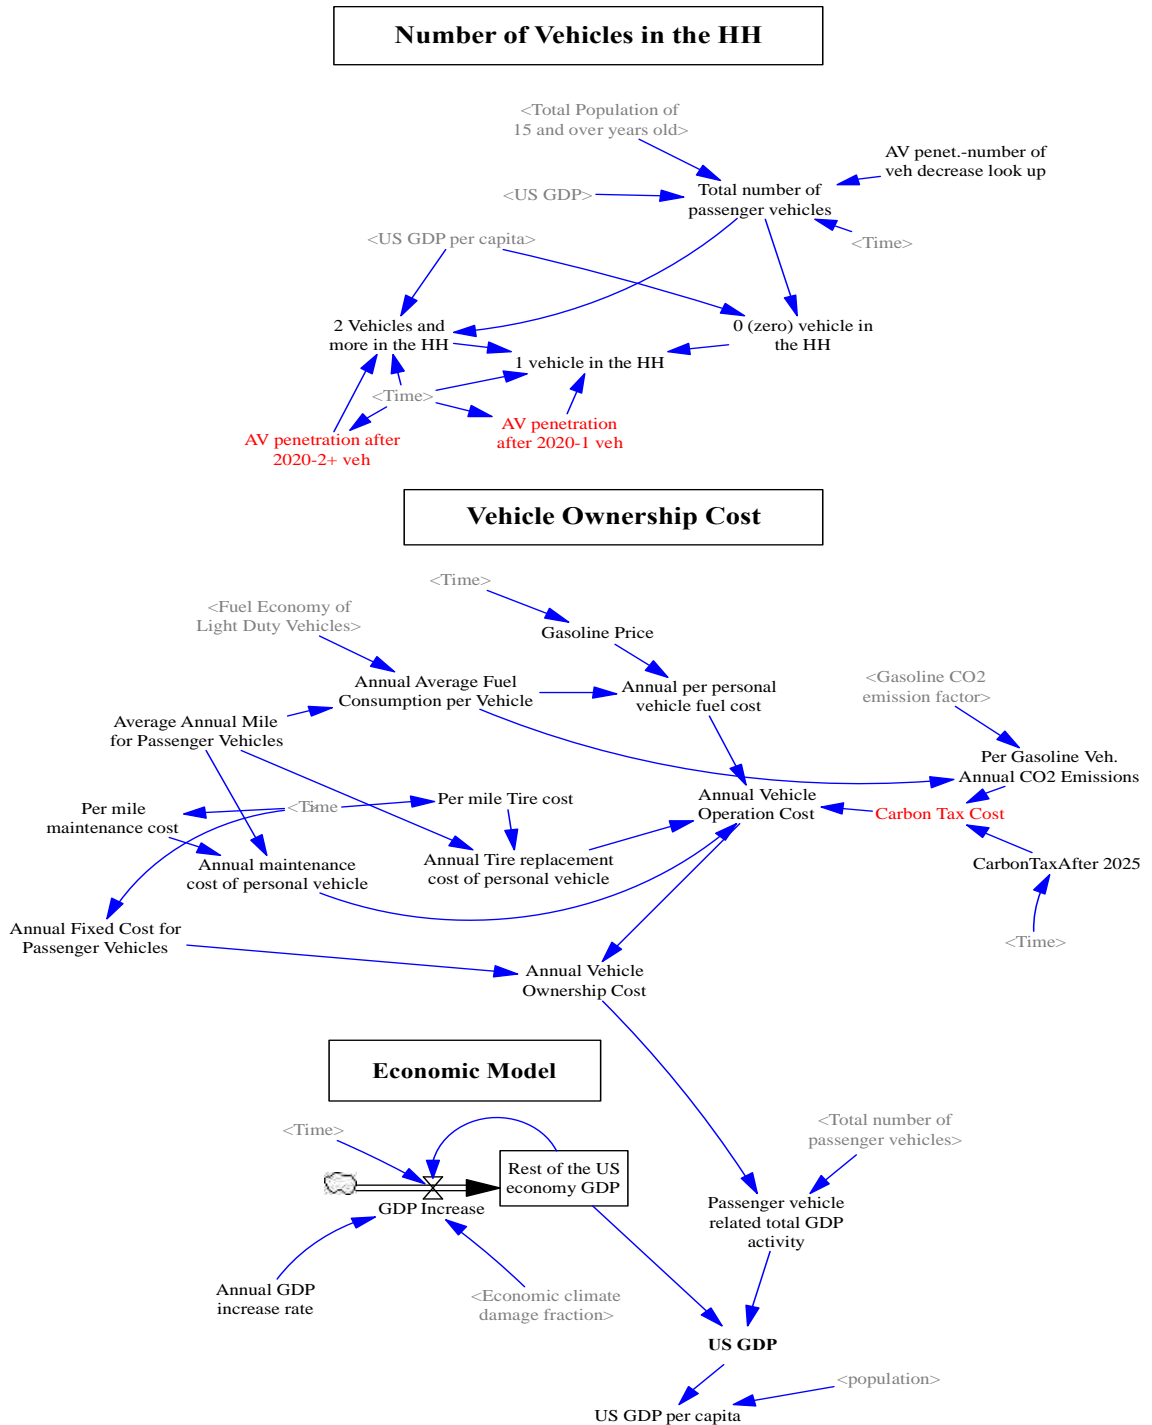 Number of Vehicles in the HH
<Total Population of
15 and over years old>
AV penet.-number of
veh decrease look up
<US GDP>
Total number of
passenger vehicles
<US GDP per capita>
<Time>
2 Vehicles and
more in the HH
0 (zero) vehicle in
the HH
1 vehicle in the HH
<Time>
AV penetration after
2020-2+ veh
AV penetration
after 2020-1 veh
Vehicle Ownership Cost
<Time>
<Fuel Economy of
Light Duty Vehicles>
Gasoline Price
Annual Average Fuel
Consumption per Vehicle
Annual per personal
vehicle fuel cost
<Gasoline CO2
emission factor>
Average Annual Mile
for Passenger Vehicles
Per Gasoline Veh.
Annual CO2 Emissions
Per mile
maintenance cost
<Time
Per mile Tire cost
Annual Vehicle
Operation Cost
Carbon Tax Cost
Annual maintenance
cost of personal vehicle
Annual Tire replacement
cost of personal vehicle
CarbonTaxAfter 2025
Annual Fixed Cost for
Passenger Vehicles
<Time>
Annual Vehicle
Ownership Cost
Economic Model
<Time>
<Total number of
passenger vehicles>
Rest of the US
economy GDP
GDP Increase
Passenger vehicle
related total GDP
activity
Annual GDP
increase rate
<Economic climate
damage fraction>
US GDP
<population>
US GDP per capita